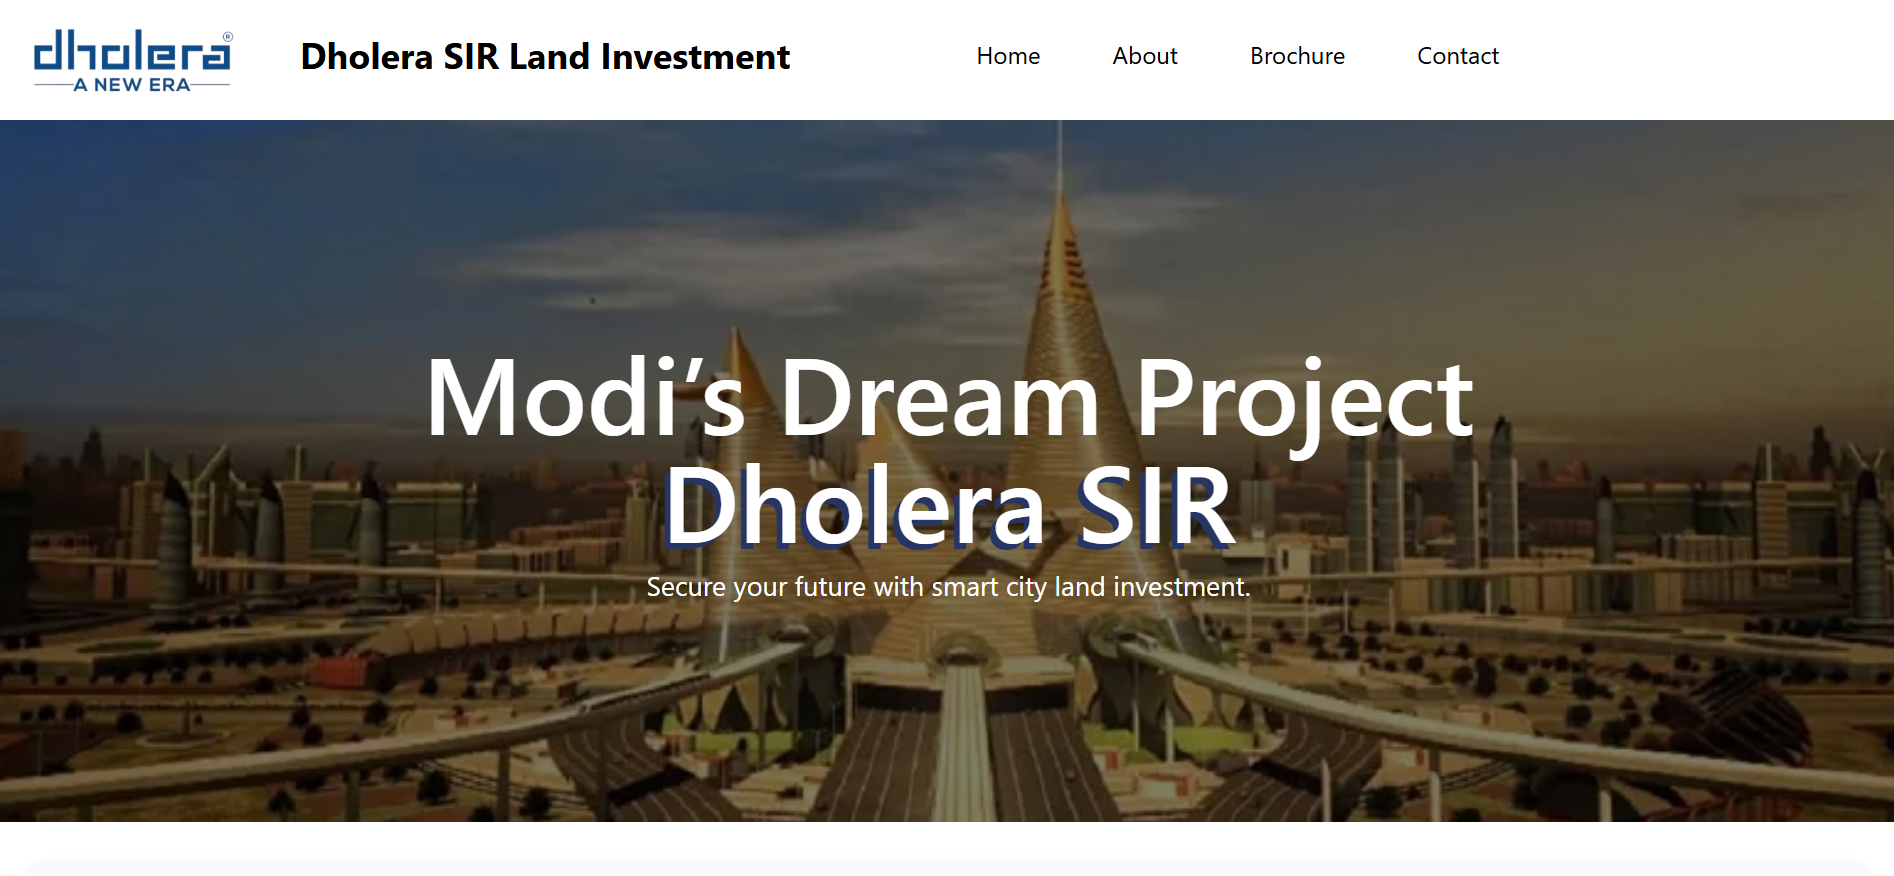 dholera®
A NEW ERA
Dholera SIR Land Investment
Home
About
Brochure
Contact
Modi’s Dream Project
Dholera SIR
Secure your future with smart city land investment.